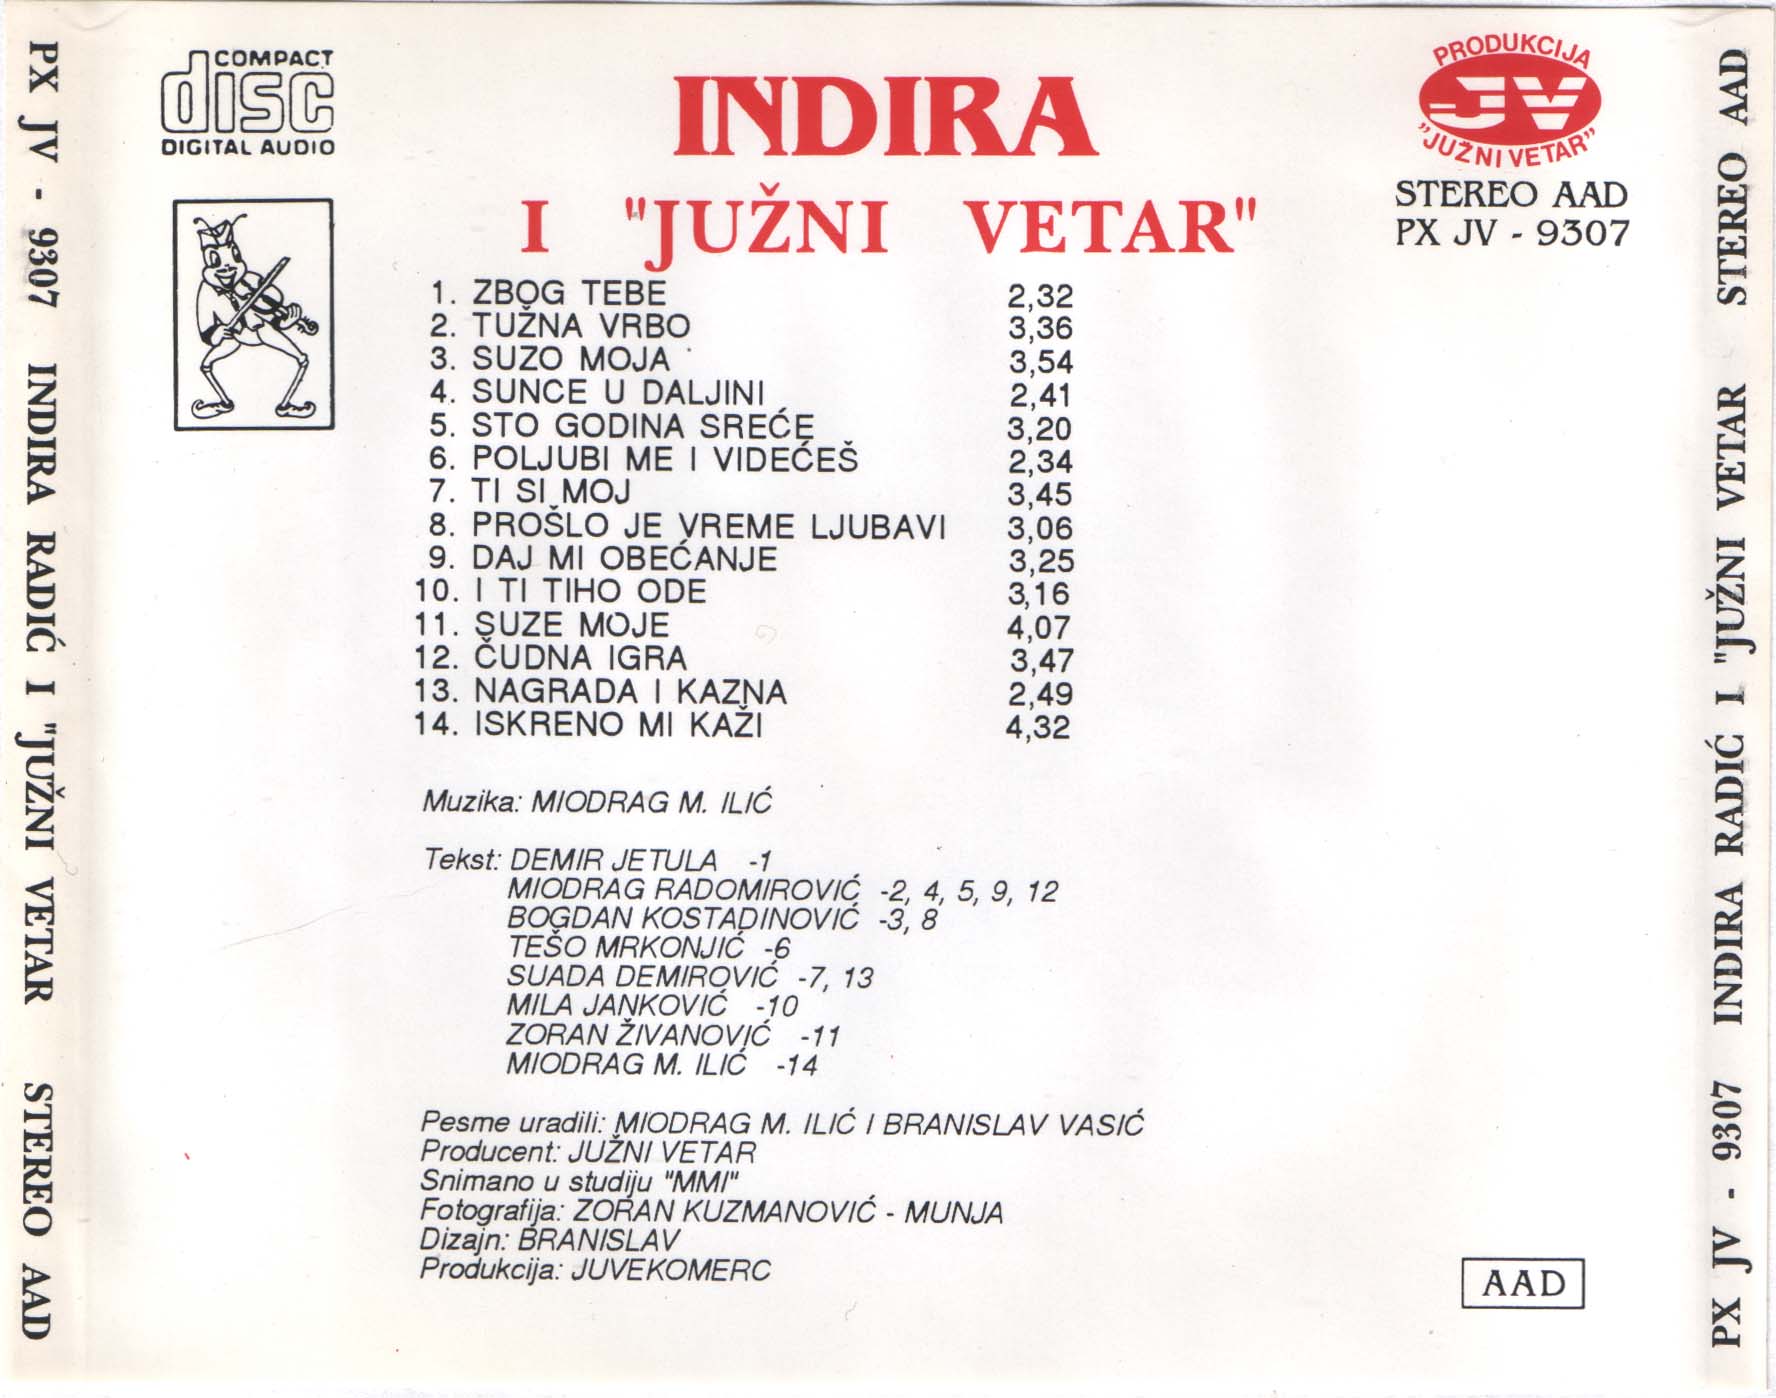 COMPACT
disc
DIGITAL AUDIO
INDIRA
I "JUŽNI VETAR"
PRODUKCIJA
JV
"JUŽNI VETAR"
STEREO AAD
PX JV - 9307
1. ZBOG TEBE 2,32
2. TUŽNA VRBO 3,36
3. SUZO MOJA 3,54
4. SUNCE U DALJINI 2,41
5. STO GODINA SREĆE 3,20
6. POLJUBI ME I VIDEĆEŠ 2,34
7. TI SI MOJ 3,45
8. PROŠLO JE VREME LJUBAVI 3,06
9. DAJ MI OBEĆANJE 3,25
10. I TI TIHO ODE 3,16
11. SUZE MOJE 4,07
12. ČUDNA IGRA 3,47
13. NAGRADA I KAZNA 2,49
14. ISKRENO MI KAŽI 4,32
Muzika: MIODRAG M. ILIĆ
Tekst: DEMIR JETULA -1
MIODRAG RADOMIROVIĆ -2, 4, 5, 9, 12
BOGDAN KOSTADINOVIĆ -3, 8
TEŠO MRKONJIĆ -6
SUADA DEMIROVIĆ -7, 13
MILA JANKOVIĆ -10
ZORAN ŽIVANOVIĆ -11
MIODRAG M. ILIĆ -14
Pesme uradili: MIODRAG M. ILIĆ I BRANISLAV VASIĆ
Producent: JUŽNI VETAR
Snimano u studiju "MMI"
Fotografija: ZORAN KUZMANOVIĆ - MUNJA
Dizajn: BRANISLAV
Produkcija: JUVEKOMERC
AAD
PX JV - 9307 INDIRA RADIĆ I "JUŽNI VETAR STEREO AAD
PX JV - 9307 INDIRA RADIĆ I "JUŽNI VETAR STEREO AAD